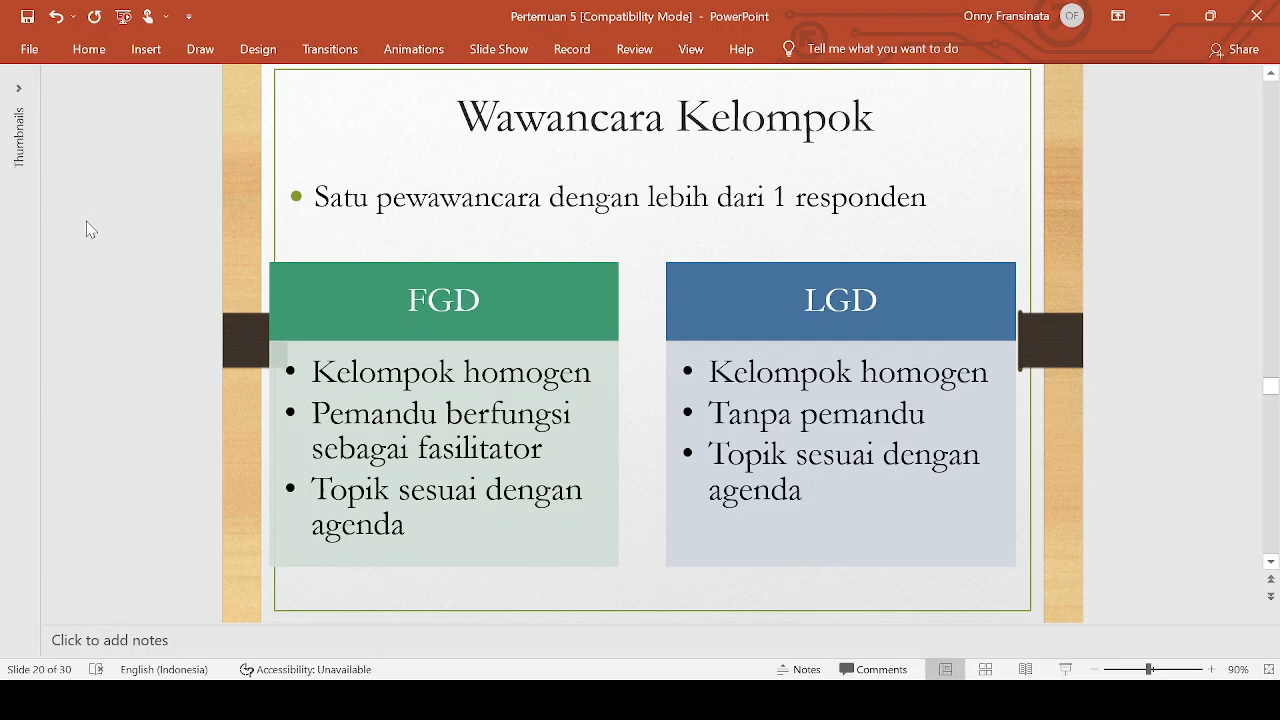 Pertemuan 5 [Compatibility Mode] - PowerPoint
Onny Fransinata
OF
File Home Insert Draw Design Transitions Animations Slide Show Record Review View Help Tell me what you want to do Share
Thumbnails
Wawancara Kelompok
Satu pewawancara dengan lebih dari 1 responden
FGD
• Kelompok homogen
• Pemandu berfungsi
sebagai fasilitator
• Topik sesuai dengan
agenda
LGD
• Kelompok homogen
• Tanpa pemandu
• Topik sesuai dengan
agenda
Click to add notes
Slide 20 of 30 English (Indonesia) Accessibility: Unavailable Notes Comments 90%